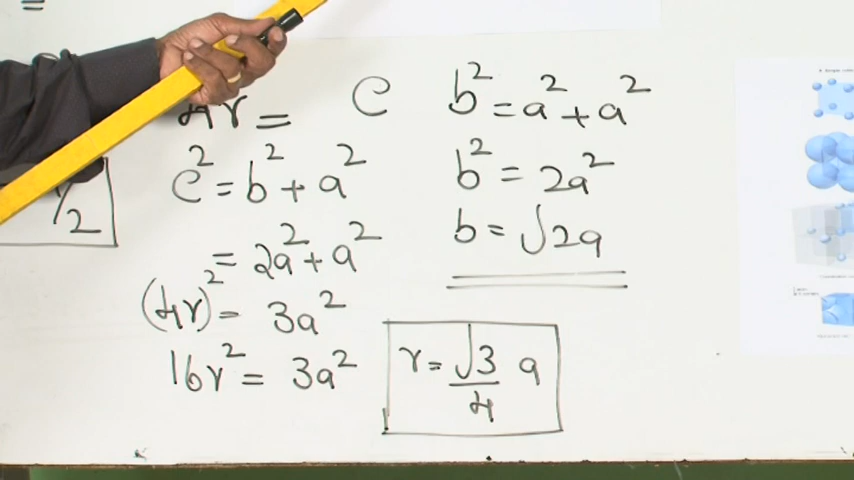 =
4r = C
c² = b² + a²
= 2a² + a²
(4r)² = 3a²
16r² = 3a²
b² = a² + a²
b² = 2a²
b = √2a
r = √3/4 a
1/2